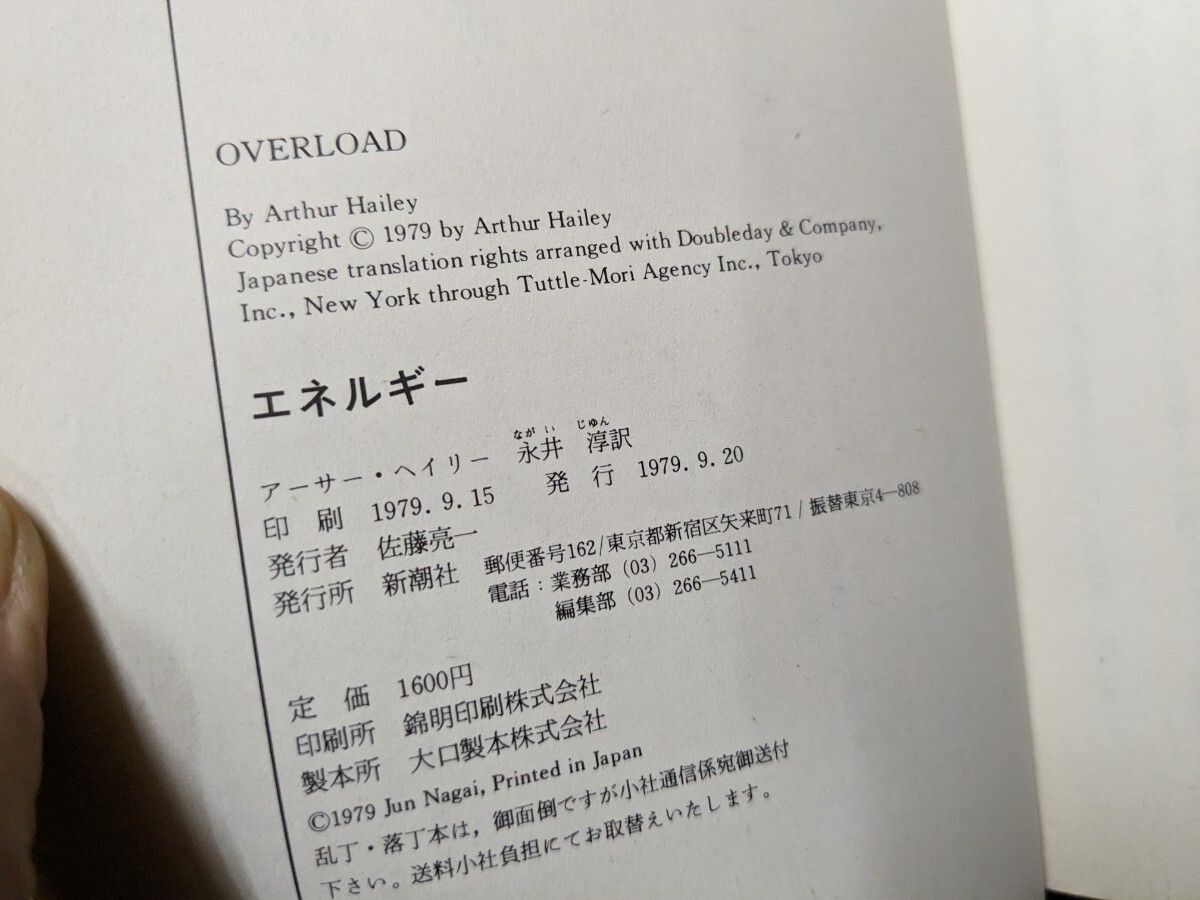 OVERLOAD
By Arthur Hailey
Copyright © 1979 by Arthur Hailey
Japanese translation rights arranged with Doubleday & Company,
Inc., New York through Tuttle-Mori Agency Inc., Tokyo
エネルギー
アーサー・ヘイリー 永井 淳訳
ながい じゅん
印刷 1979. 9. 15 発行 1979. 9. 20
発行者 佐藤亮一
発行所 新潮社 郵便番号162/東京都新宿区矢来町71/振替東京4―808
電話：業務部 (03) 266―5111
編集部 (03) 266―5411
定価 1600円
印刷所 錦明印刷株式会社
製本所 大口製本株式会社
©1979 Jun Nagai, Printed in Japan
乱丁・落丁本は，御面倒ですが小社通信係宛御送付
下さい。送料小社負担にてお取替えいたします。